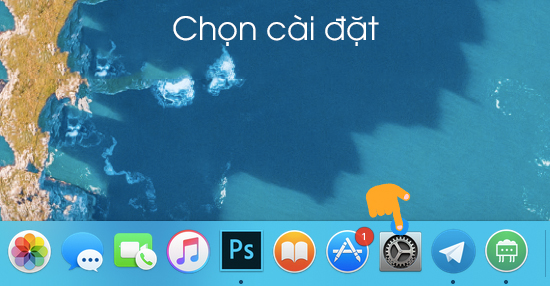 Chọn cài đặt
Ps
1